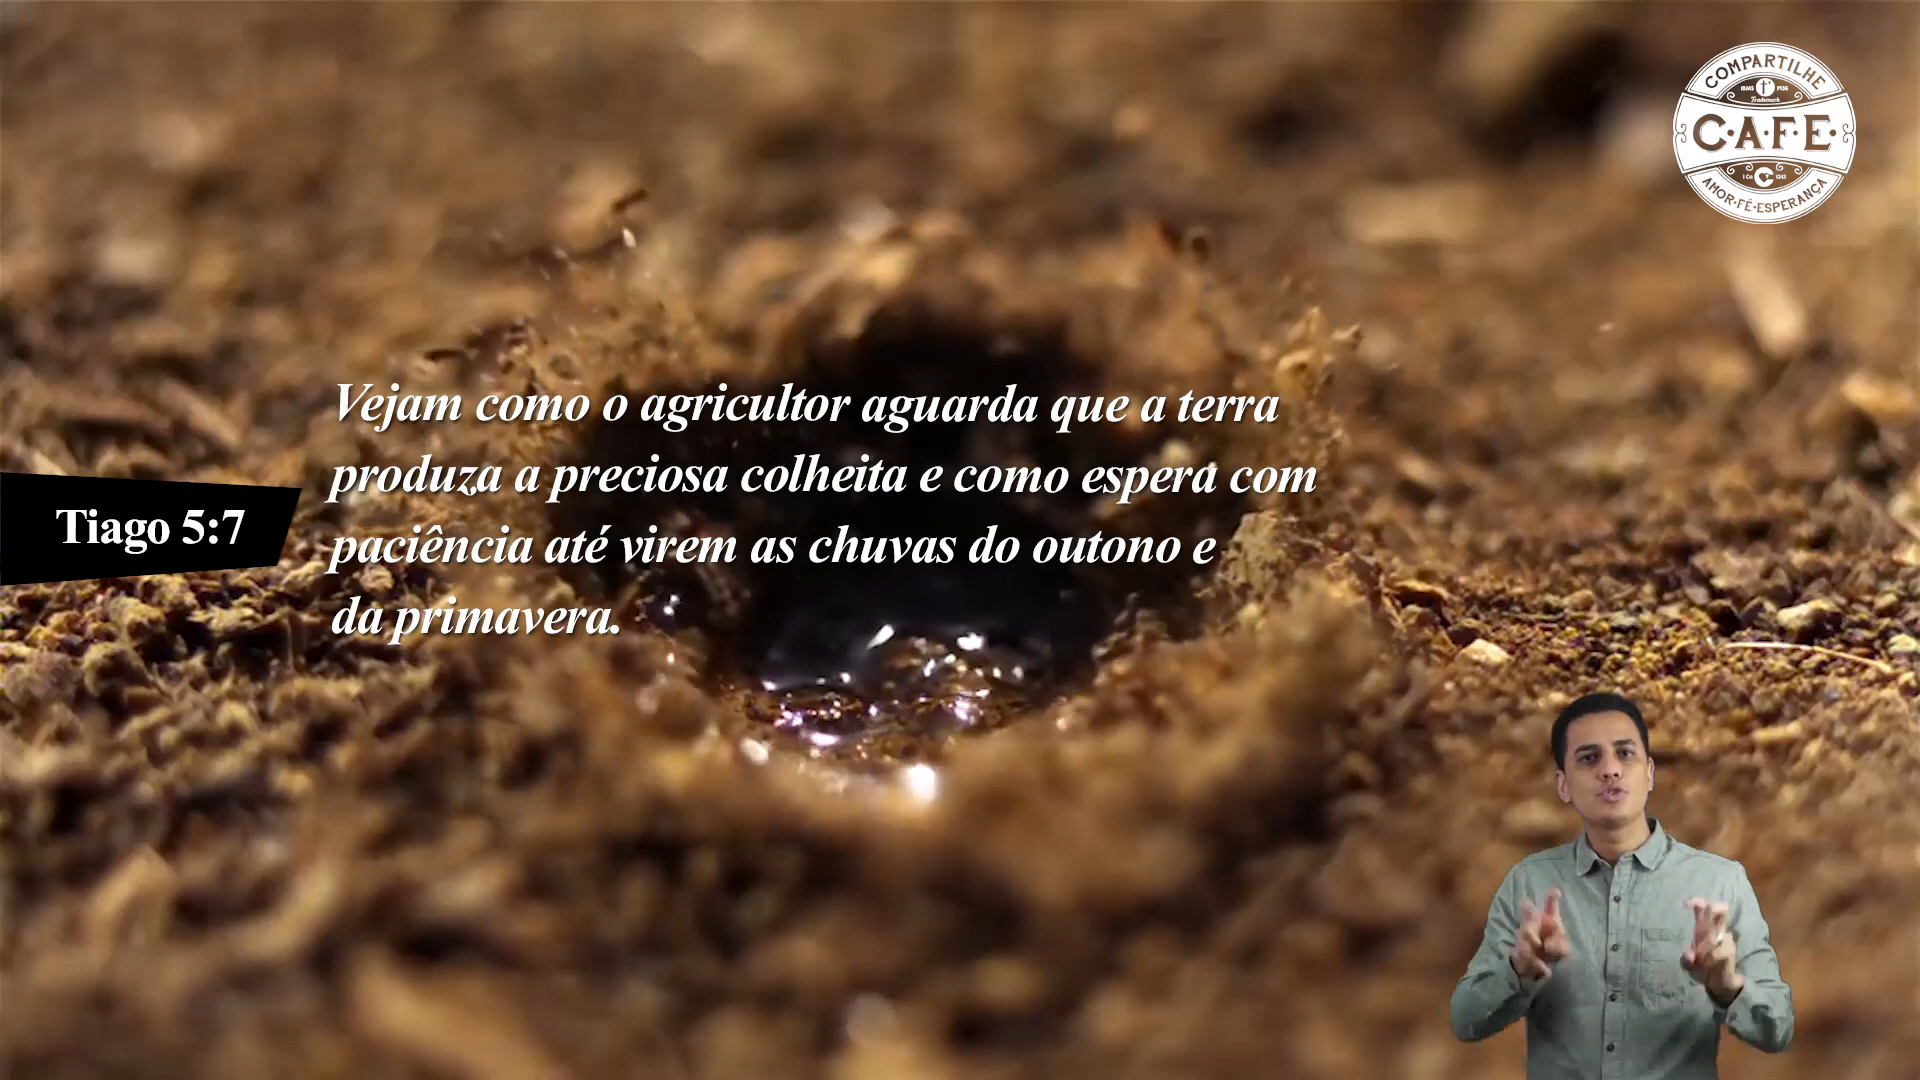 COMPARTILHE
Trademark
C·A·F·E·
AMOR·FÉ·ESPERANÇA
Vejam como o agricultor aguarda que a terra
produza a preciosa colheita e como espera com
paciência até virem as chuvas do outono e
da primavera.
Tiago 5:7